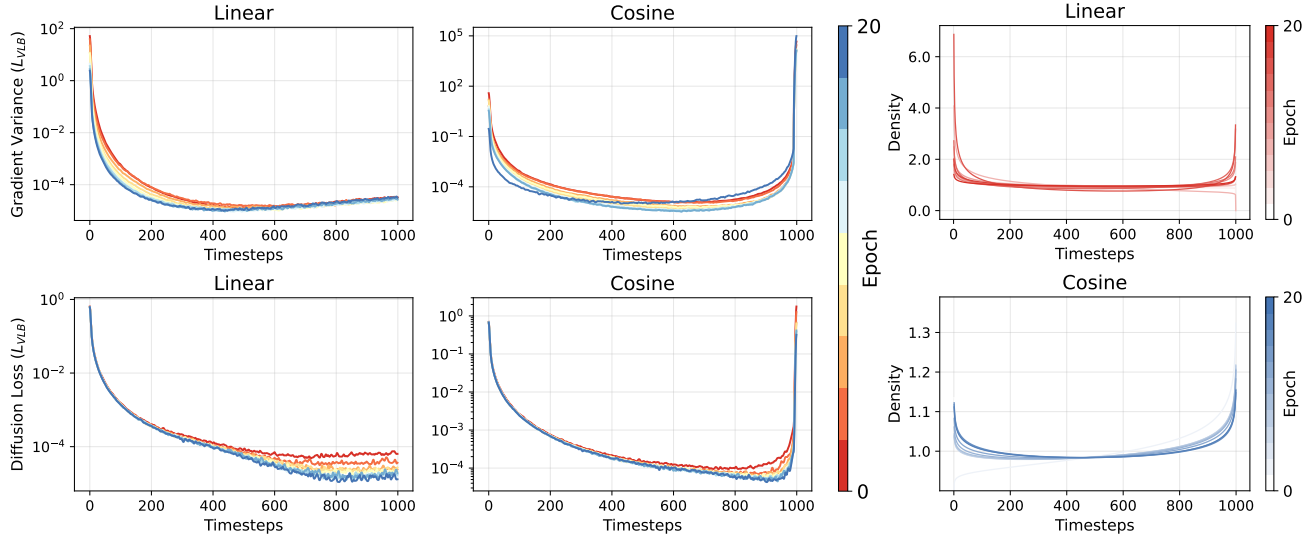 Linear
Gradient Variance (L_VLB)
10^2
10^0
10^−2
10^−4
0 200 400 600 800 1000
Timesteps
Cosine
10^5
10^2
10^−1
10^−4
0 200 400 600 800 1000
Timesteps
Linear
Diffusion Loss (L_VLB)
10^0
10^−2
10^−4
0 200 400 600 800 1000
Timesteps
Cosine
10^0
10^−1
10^−2
10^−3
10^−4
0 200 400 600 800 1000
Timesteps
20
Epoch
0
Linear
Density
6.0
4.0
2.0
0.0
0 200 400 600 800 1000
Timesteps
20
Epoch
0
Cosine
Density
1.3
1.2
1.1
1.0
0 200 400 600 800 1000
Timesteps
20
Epoch
0